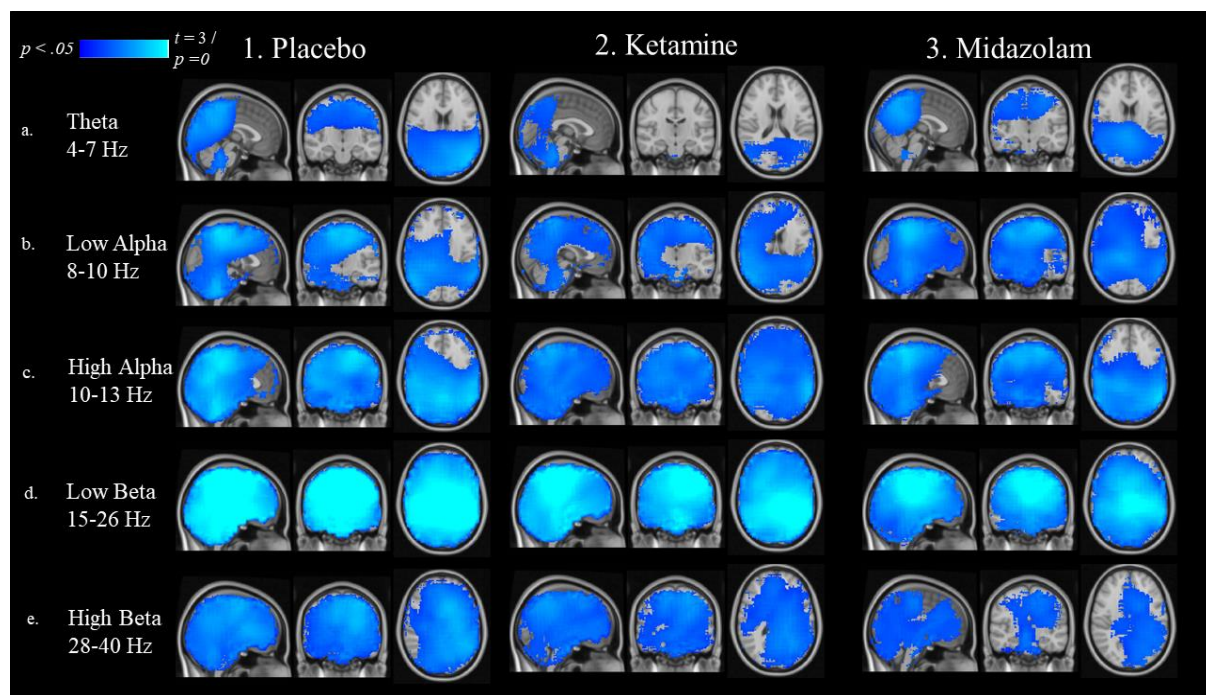 p < .05
t = 3 /
p =0
1. Placebo
2. Ketamine
3. Midazolam
a.
Theta
4-7 Hz
b.
Low Alpha
8-10 Hz
c.
High Alpha
10-13 Hz
d.
Low Beta
15-26 Hz
e.
High Beta
28-40 Hz